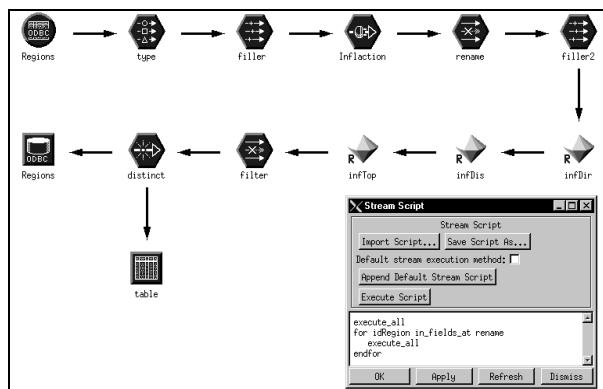 ODBC
Regions
type
filler
Inflaction
rename
filler2
ODBC
Regions
distinct
filter
R
infTop
R
infDis
R
infDir
table
Stream Script
Stream Script
Import Script... Save Script As...
Default stream execution method:
Append Default Stream Script
Execute Script
execute_all
for idRegion in_fields_at rename
execute_all
endfor
OK Apply Refresh Dismiss